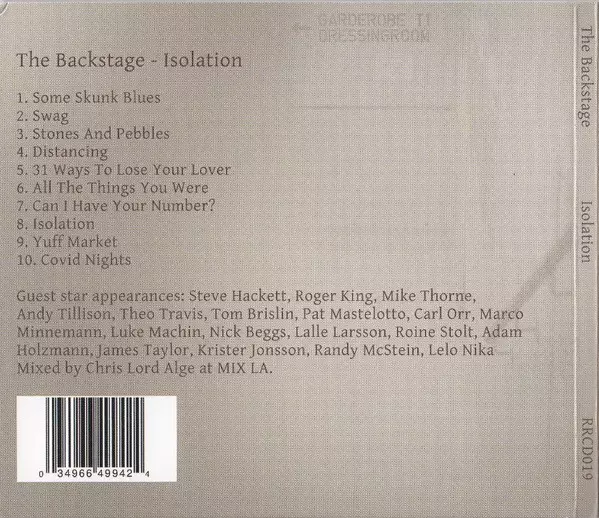 GARDEROBE 11
DRESSINGROOM
The Backstage - Isolation
1. Some Skunk Blues
2. Swag
3. Stones And Pebbles
4. Distancing
5. 31 Ways To Lose Your Lover
6. All The Things You Were
7. Can I Have Your Number?
8. Isolation
9. Yuff Market
10. Covid Nights
Guest star appearances: Steve Hackett, Roger King, Mike Thorne,
Andy Tillison, Theo Travis, Tom Brislin, Pat Mastelotto, Carl Orr, Marco
Minnemann, Luke Machin, Nick Beggs, Lalle Larsson, Roine Stolt, Adam
Holzmann, James Taylor, Krister Jonsson, Randy McStein, Lelo Nika
Mixed by Chris Lord Alge at MIX LA.
0 34966 49942 4
The Backstage
Isolation
RRCD019